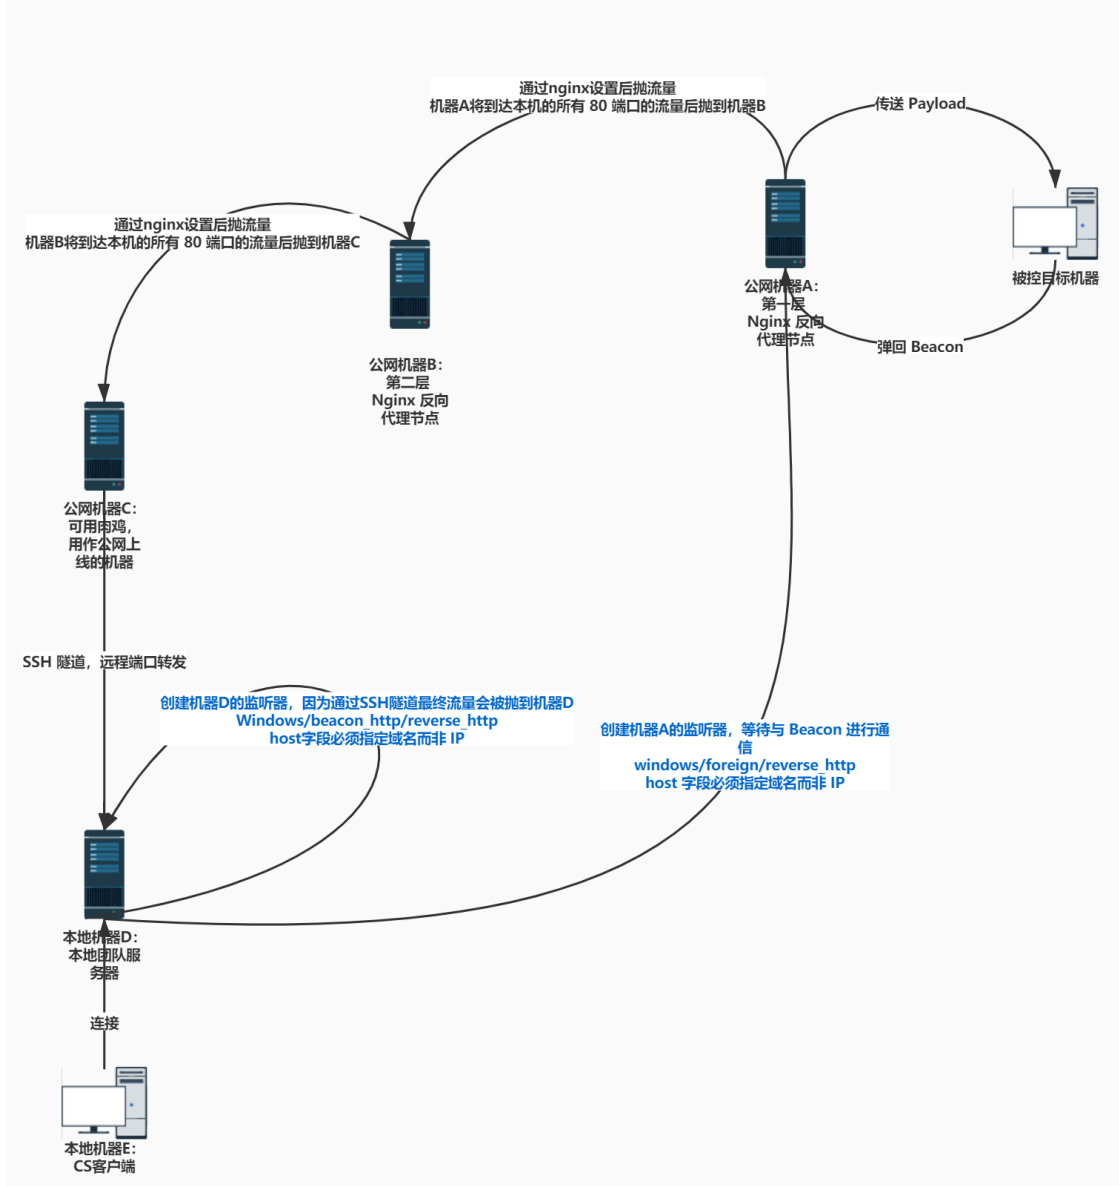 通过nginx设置后抛流量
机器A将到达本机的所有 80 端口的流量后抛到机器B
传送 Payload
通过nginx设置后抛流量
机器B将到达本机的所有 80 端口的流量后抛到机器C
被控目标机器
公网机器A：
第一层
Nginx 反向
代理节点
弹回 Beacon
公网机器B：
第二层
Nginx 反向
代理节点
公网机器C：
可用肉鸡，
用作公网上
线的机器
SSH 隧道，远程端口转发
创建机器D的监听器，因为通过SSH隧道最终流量会被抛到机器D
Windows/beacon_http/reverse_http
host字段必须指定域名而非 IP
创建机器A的监听器，等待与 Beacon 进行通
信
windows/foreign/reverse_http
host 字段必须指定域名而非 IP
本地机器D：
本地团队服
务器
连接
本地机器E：
CS客户端